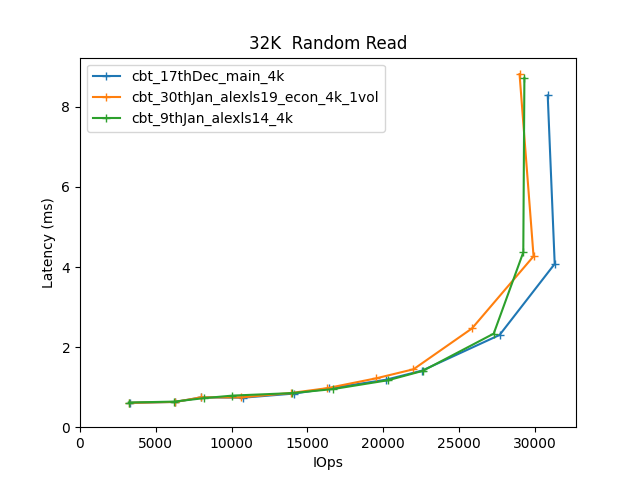 32K  Random Read
cbt_17thDec_main_4k
cbt_30thJan_alexls19_econ_4k_1vol
cbt_9thJan_alexls14_4k
Latency (ms)
8
6
4
2
0
0 5000 10000 15000 20000 25000 30000
IOps